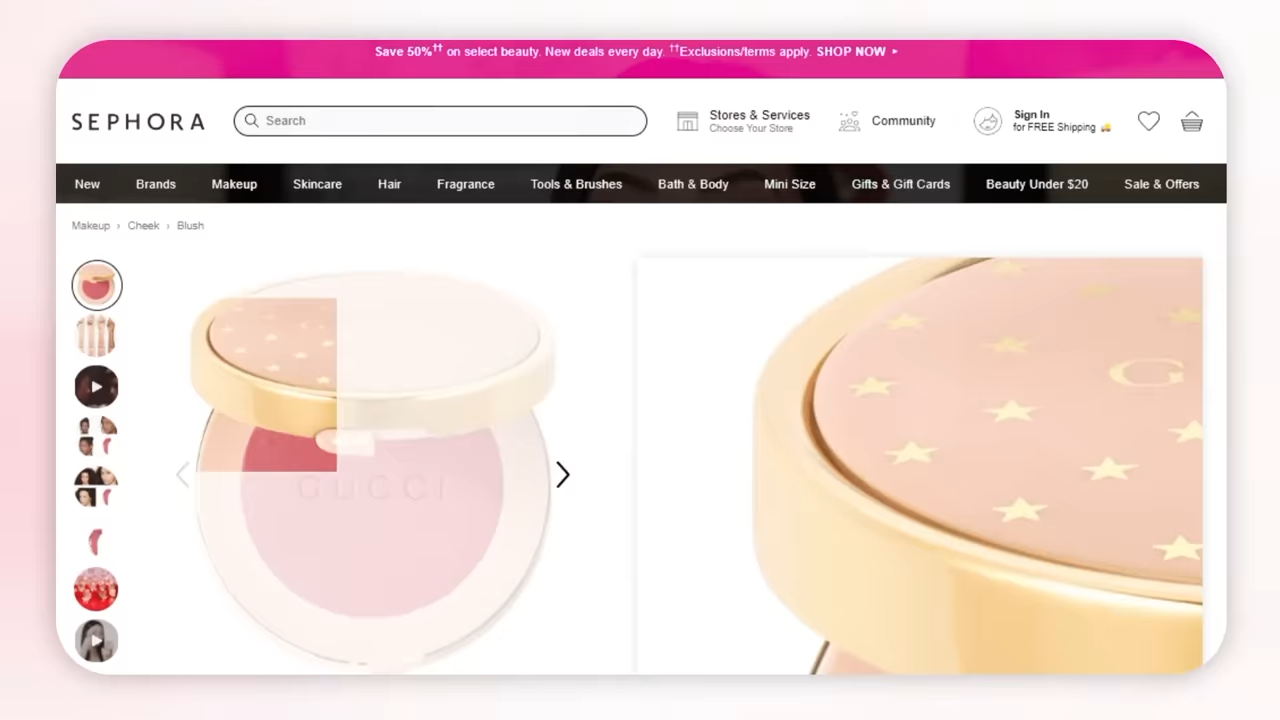 Save 50%†† on select beauty. New deals every day. ††Exclusions/terms apply. SHOP NOW ▸
SEPHORA
Search
Stores & Services
Choose Your Store
Community
Sign In
for FREE Shipping 🚚
New Brands Makeup Skincare Hair Fragrance Tools & Brushes Bath & Body Mini Size Gifts & Gift Cards Beauty Under $20 Sale & Offers
Makeup › Cheek › Blush
G
GUCCI